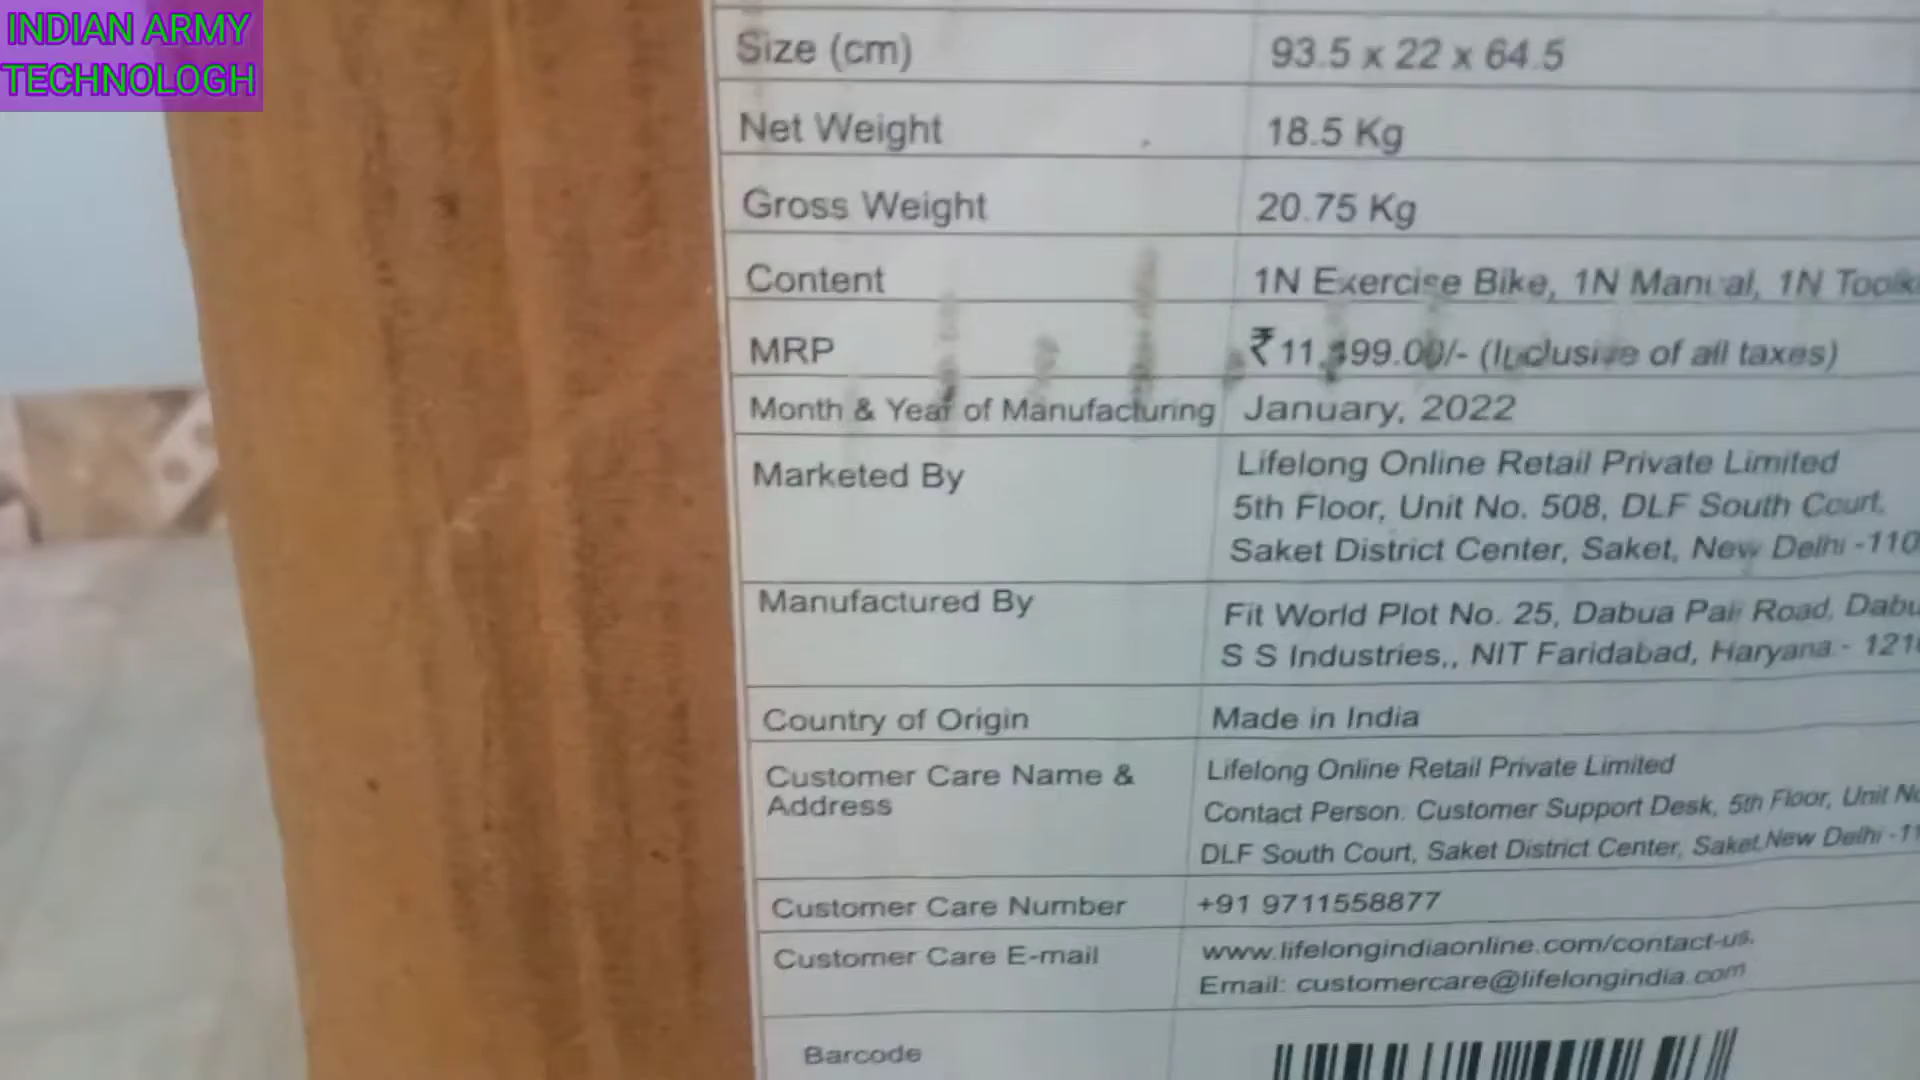 INDIAN ARMY
TECHNOLOGH
Size (cm) 93.5 x 22 x 64.5
Net Weight 18.5 Kg
Gross Weight 20.75 Kg
Content 1N Exercise Bike, 1N Manual, 1N
MRP (Inclusive of all taxes)
Month & Year of Manufacturing January, 2022
Marketed By Lifelong Online Retail Private Limited
5th Floor, Unit No. 508, DLF South Court,
Saket District Center, Saket, New Delhi -110
Manufactured By
Fit World Plot No. 25, Dabua Pali Road,
S S Industries,, NIT Faridabad, Haryana - 121
Country of Origin Made in India
Customer Care Name & Lifelong Online Retail Private Limited
Address
Contact Person. Customer Support Desk, 5th Floor, Unit No
DLF South Court, Saket District Center, Saket,New Delhi -11
Customer Care Number +91 9711558877
Customer Care E-mail www.lifelongindiaonline.com/contact-us.
Email: customercare@lifelongindia.com
Barcode